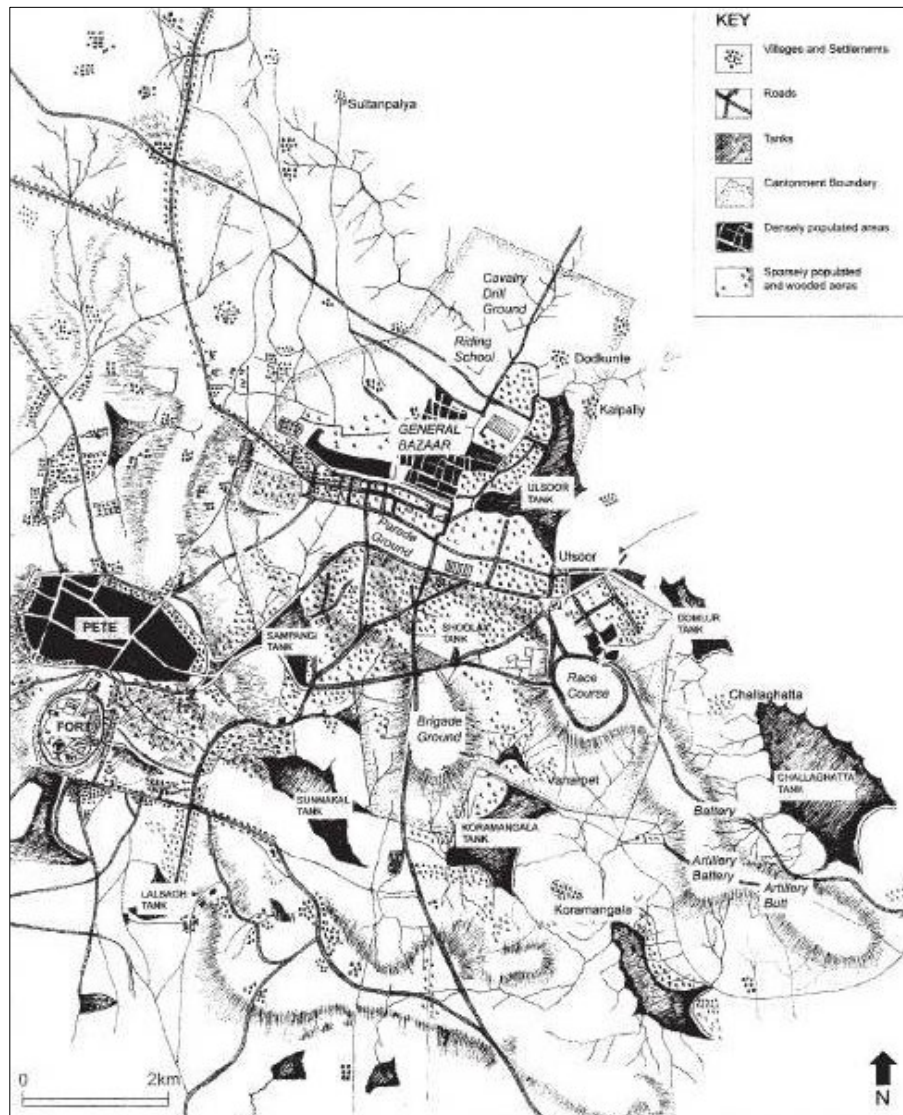 KEY
Villages and Settlements
Roads
Tanks
Cantonment Boundary
Densely populated areas
Sparsely populated
and wooded aeras
Sultanpalya
Cavalry
Drill
Ground
Riding
School
Dodkunte
Kalpally
GENERAL
BAZAAR
ULSOOR
TANK
Parade
Ground
Ulsoor
PETE
SAMPANGI
TANK
SHOOLAY
TANK
DOMLUR
TANK
Race
Course
Challaghatta
FORT
Brigade
Ground
Vanarpet
SUNNAKAL
TANK
CHALLAGHATTA
TANK
KORAMANGALA
TANK
Battery
Artillery
Battery
Artillery
Butt
LALBAGH
TANK
Koramangala
0
2km
N